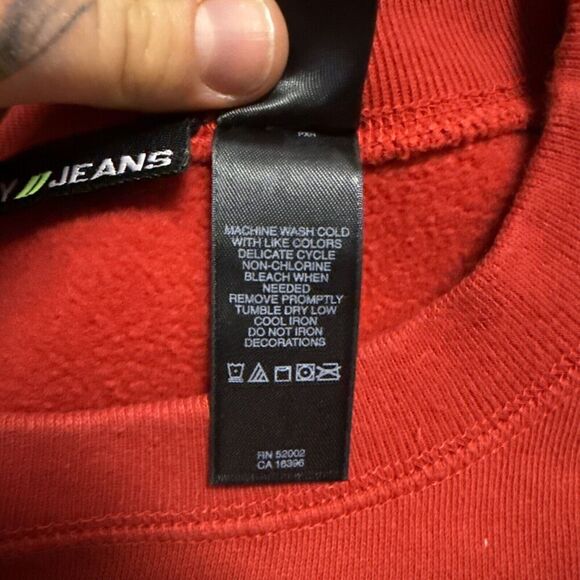 Y JEANS
MACHINE WASH COLD
WITH LIKE COLORS
DELICATE CYCLE
NON-CHLORINE
BLEACH WHEN
NEEDED
REMOVE PROMPTLY
TUMBLE DRY LOW
COOL IRON
DO NOT IRON
DECORATIONS
RN 52002
CA 16396